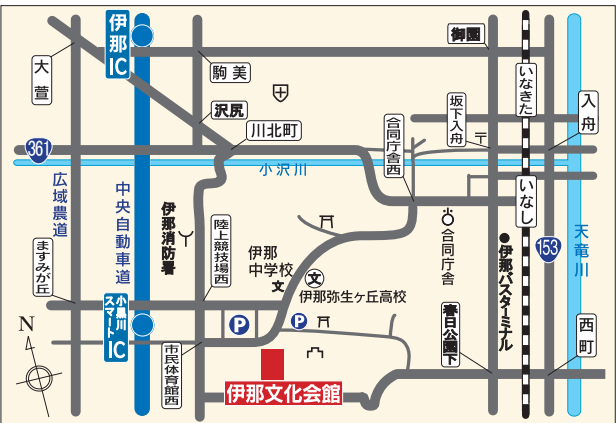 伊那IC
大萱
駒美
沢尻
御園
いなきた
坂下入舟
入舟
合同庁舎西
川北町
361
小沢川
広域農道
中央自動車道
伊那消防署
陸上競技場西
伊那
中学校
文
文
伊那弥生ヶ丘高校
合同庁舎
いなし
伊那バスターミナル
153
天竜川
ますみが丘
小黒川
スマートIC
P
P
春日公園下
西町
N
市民体育館西
伊那文化会館